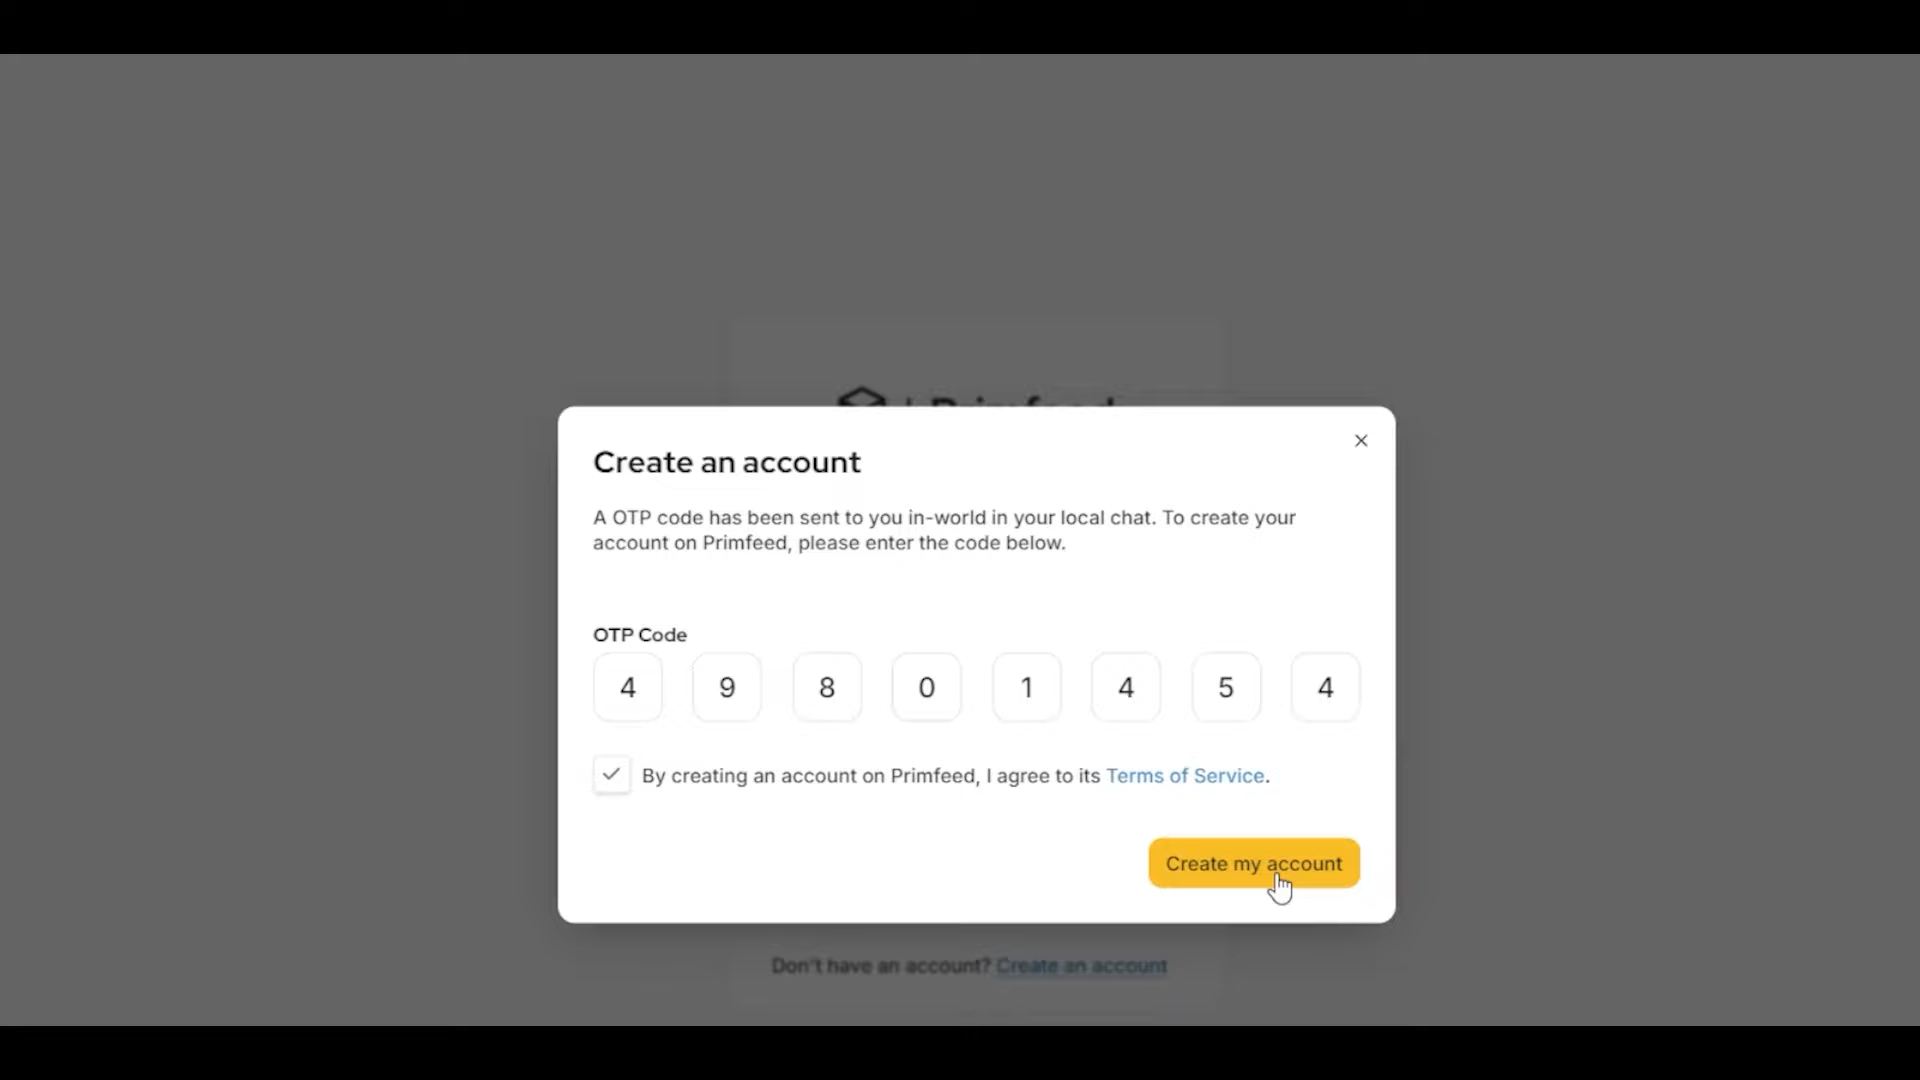 Primfeed
Create an account
A OTP code has been sent to you in-world in your local chat. To create your
account on Primfeed, please enter the code below.
OTP Code
4 9 8 0 1 4 5 4
By creating an account on Primfeed, I agree to its Terms of Service.
Create my account
Don't have an account? Create an account